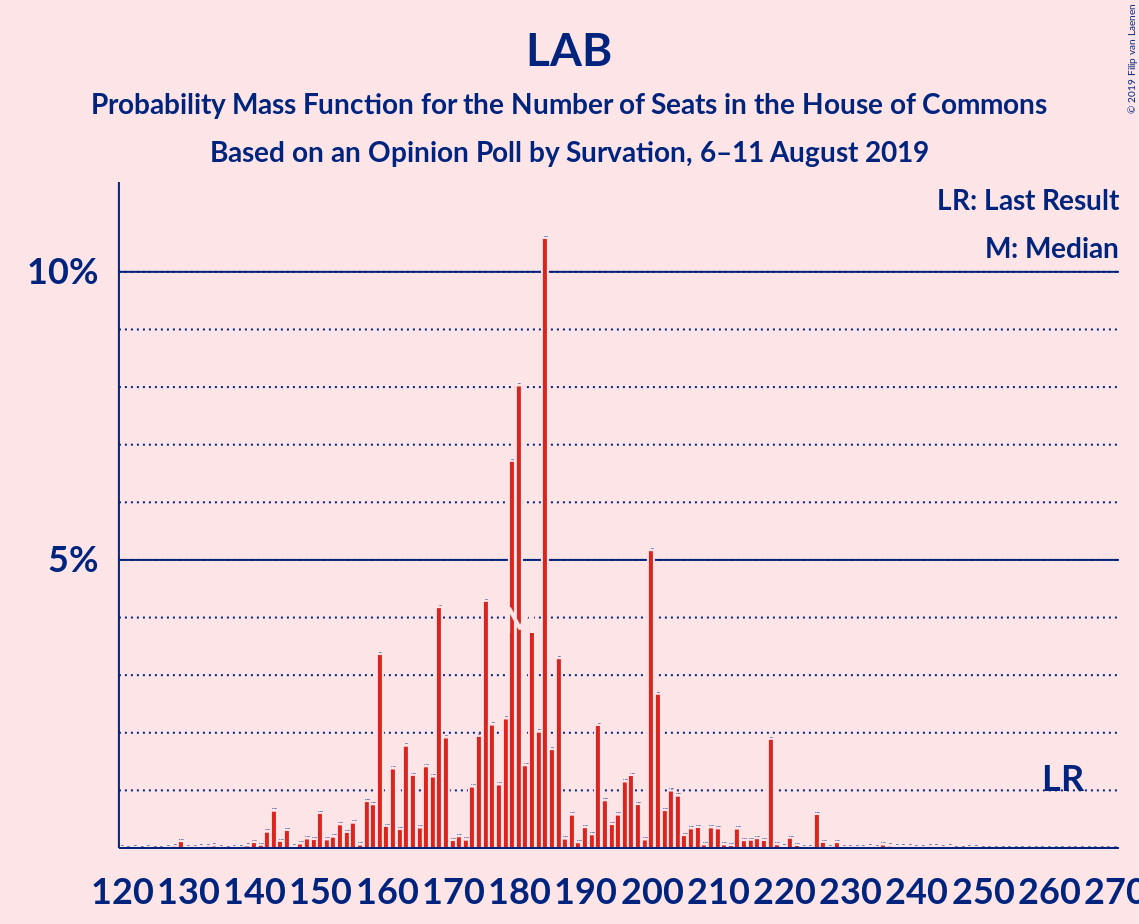 LAB
Probability Mass Function for the Number of Seats in the House of Commons
Based on an Opinion Poll by Survation, 6–11 August 2019
© 2019 Filip van Laenen
LR: Last Result
M: Median
10%
5%
LR
120 130 140 150 160 170 180 190 200 210 220 230 240 250 260 270